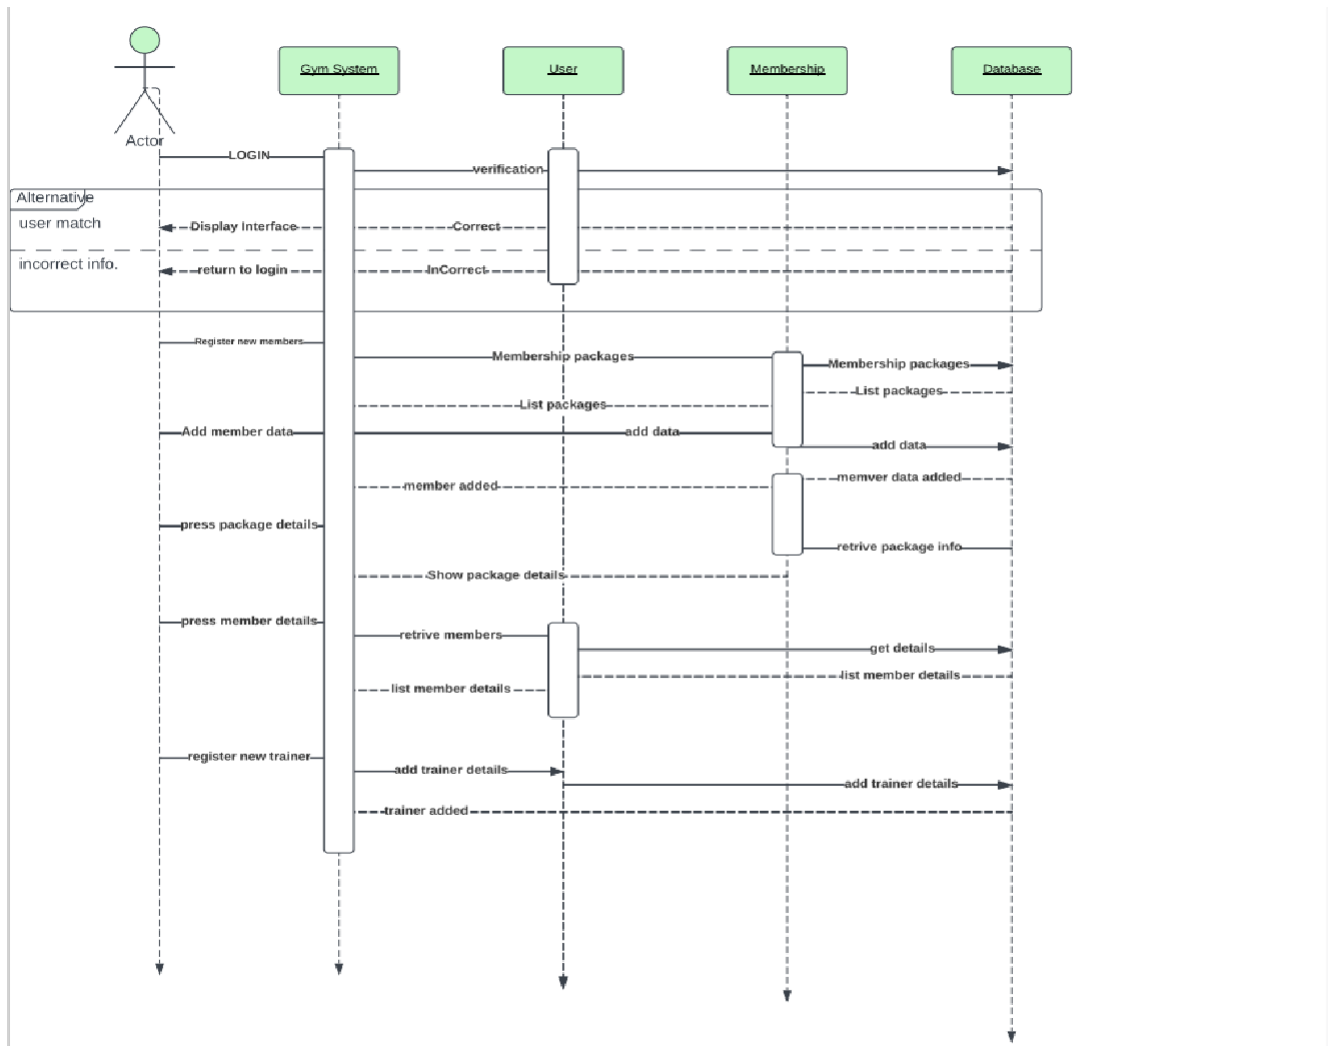 Gym System
User
Membership
Database
Actor
LOGIN
verification
Alternative
user match
Display Interface
Correct
incorrect info.
return to login
InCorrect
Register new members
Membership packages
Membership packages
List packages
List packages
Add member data
add data
add data
memver data added
member added
press package details
retrive package info
Show package details
press member details
retrive members
get details
list member details
list member details
register new trainer
add trainer details
add trainer details
trainer added